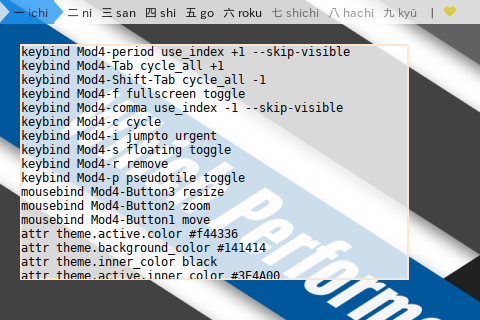 一 ichi 二 ni 三 san 四 shi 五 go 六 roku 七 shichi 八 hachi 九 kyū | 
keybind Mod4-period use_index +1 --skip-visible
keybind Mod4-Tab cycle_all +1
keybind Mod4-Shift-Tab cycle_all -1
keybind Mod4-f fullscreen toggle
keybind Mod4-comma use_index -1 --skip-visible
keybind Mod4-c cycle
keybind Mod4-i jumpto urgent
keybind Mod4-s floating toggle
keybind Mod4-r remove
keybind Mod4-p pseudotile toggle
mousebind Mod4-Button3 resize
mousebind Mod4-Button2 zoom
mousebind Mod4-Button1 move
attr theme.active.color #f44336
attr theme.background_color #141414
attr theme.inner_color black
attr theme.active.inner_color #3E4A00